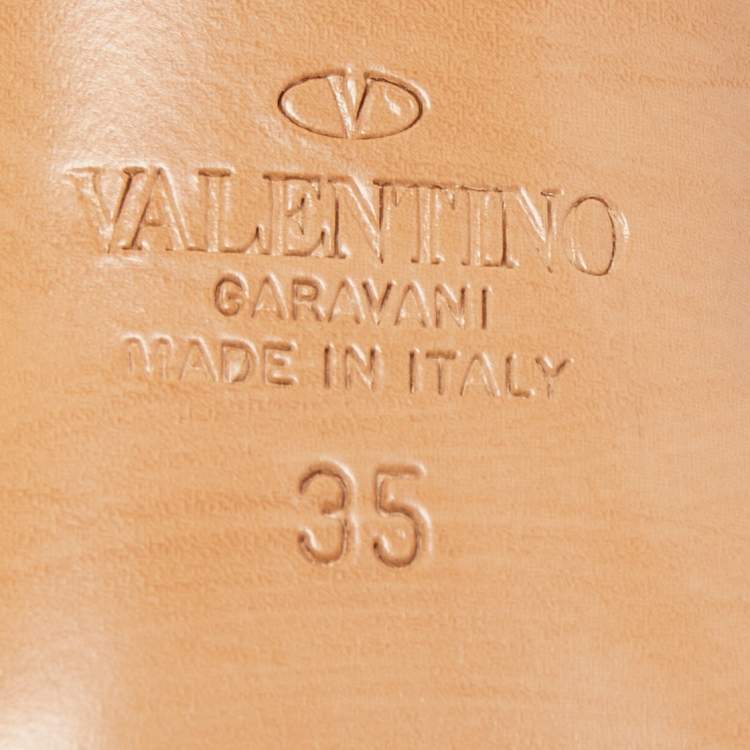 V
VALENTINO
GARAVANI
MADE IN ITALY
35